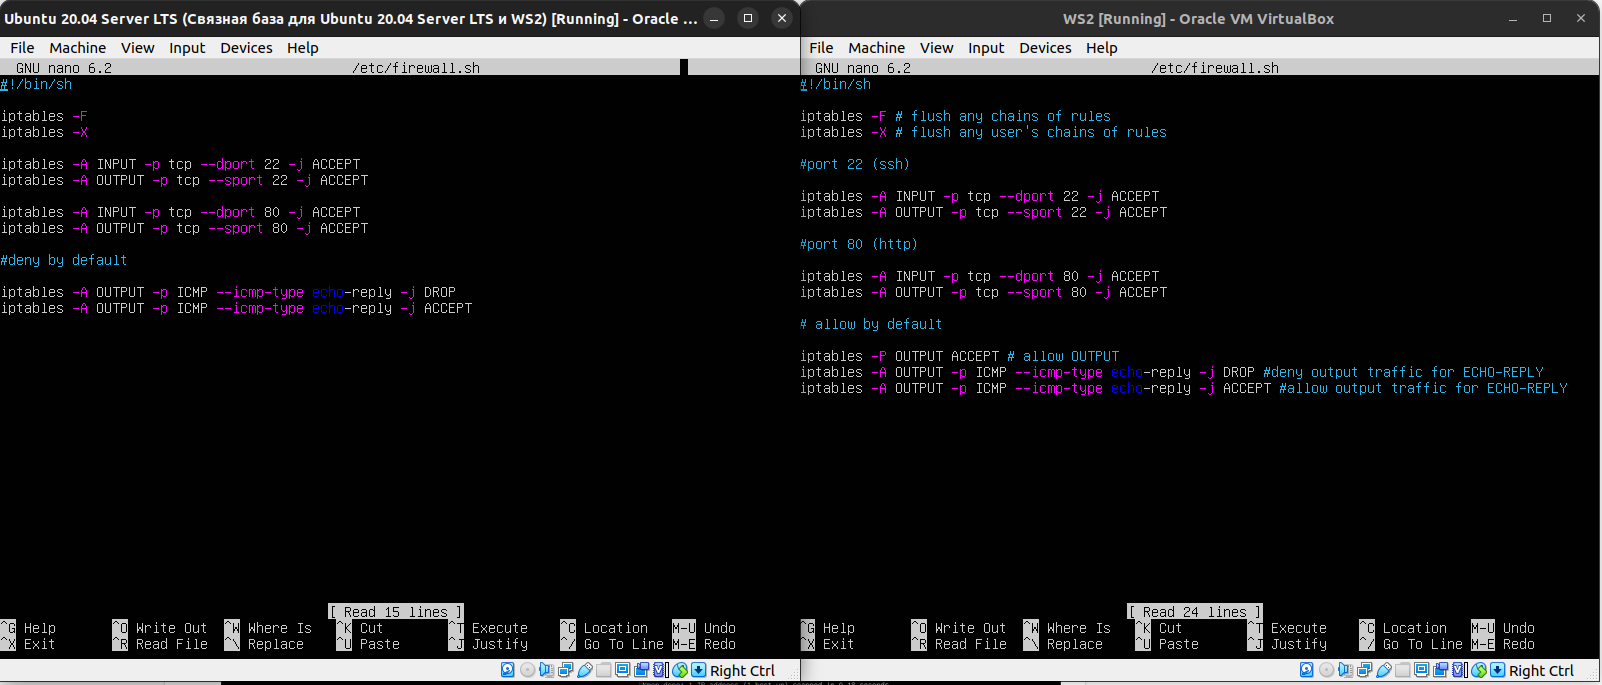 Ubuntu 20.04 Server LTS (Связная база для Ubuntu 20.04 Server LTS и WS2) [Running] - Oracle ...
File Machine View Input Devices Help
GNU nano 6.2 /etc/firewall.sh
#!/bin/sh
iptables -F
iptables -X
iptables -A INPUT -p tcp --dport 22 -j ACCEPT
iptables -A OUTPUT -p tcp --sport 22 -j ACCEPT
iptables -A INPUT -p tcp --dport 80 -j ACCEPT
iptables -A OUTPUT -p tcp --sport 80 -j ACCEPT
#deny by default
iptables -A OUTPUT -p ICMP --icmp-type echo-reply -j DROP
iptables -A OUTPUT -p ICMP --icmp-type echo-reply -j ACCEPT
[ Read 15 lines ]
^G Help ^O Write Out ^W Where Is ^K Cut ^T Execute ^C Location M-U Undo
^X Exit ^R Read File ^\ Replace ^U Paste ^J Justify ^/ Go To Line M-E Redo
Right Ctrl
WS2 [Running] - Oracle VM VirtualBox
File Machine View Input Devices Help
GNU nano 6.2 /etc/firewall.sh
#!/bin/sh
iptables -F # flush any chains of rules
iptables -X # flush any user's chains of rules
#port 22 (ssh)
iptables -A INPUT -p tcp --dport 22 -j ACCEPT
iptables -A OUTPUT -p tcp --sport 22 -j ACCEPT
#port 80 (http)
iptables -A INPUT -p tcp --dport 80 -j ACCEPT
iptables -A OUTPUT -p tcp --sport 80 -j ACCEPT
# allow by default
iptables -P OUTPUT ACCEPT # allow OUTPUT
iptables -A OUTPUT -p ICMP --icmp-type echo-reply -j DROP #deny output traffic for ECHO-REPLY
iptables -A OUTPUT -p ICMP --icmp-type echo-reply -j ACCEPT #allow output traffic for ECHO-REPLY
[ Read 24 lines ]
^G Help ^O Write Out ^W Where Is ^K Cut ^T Execute ^C Location M-U Undo
^X Exit ^R Read File ^\ Replace ^U Paste ^J Justify ^/ Go To Line M-E Redo
Right Ctrl